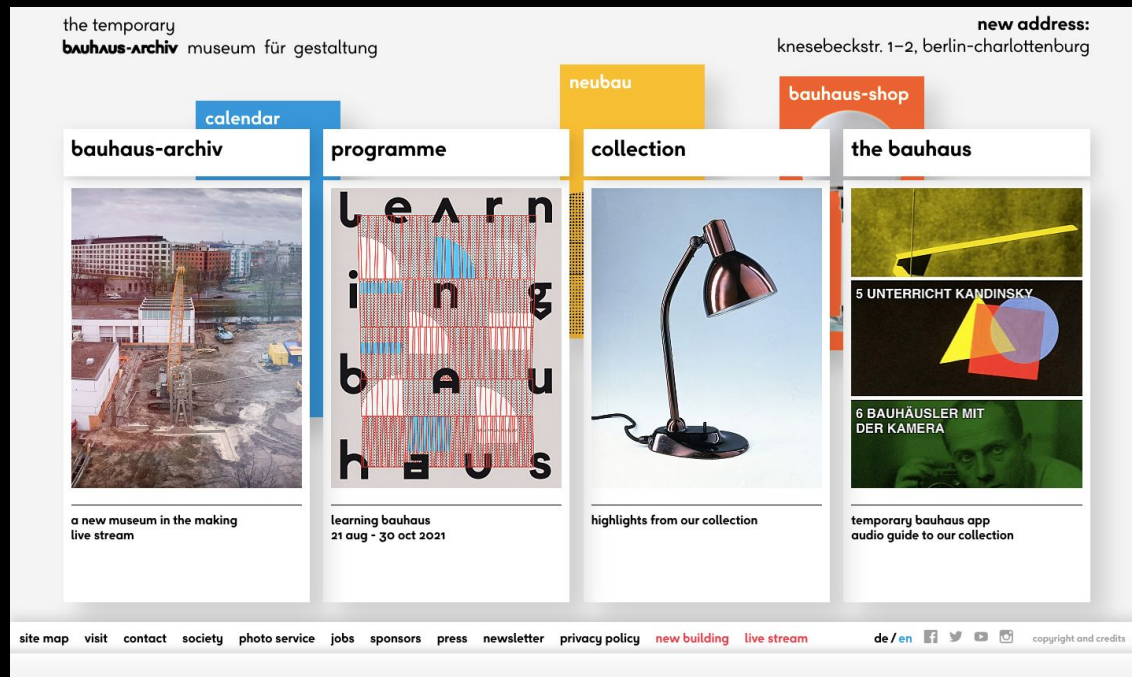 the temporary
bauhaus-archiv museum für gestaltung
new address:
knesebeckstr. 1–2, berlin-charlottenburg
calendar
neubau
bauhaus-shop
bauhaus-archiv
programme
collection
the bauhaus
learn
ing
bau
haus
5 UNTERRICHT KANDINSKY
6 BAUHÄUSLER MIT
DER KAMERA
a new museum in the making
live stream
learning bauhaus
21 aug - 30 oct 2021
highlights from our collection
temporary bauhaus app
audio guide to our collection
site map visit contact society photo service jobs sponsors press newsletter privacy policy new building live stream de / en copyright and credits